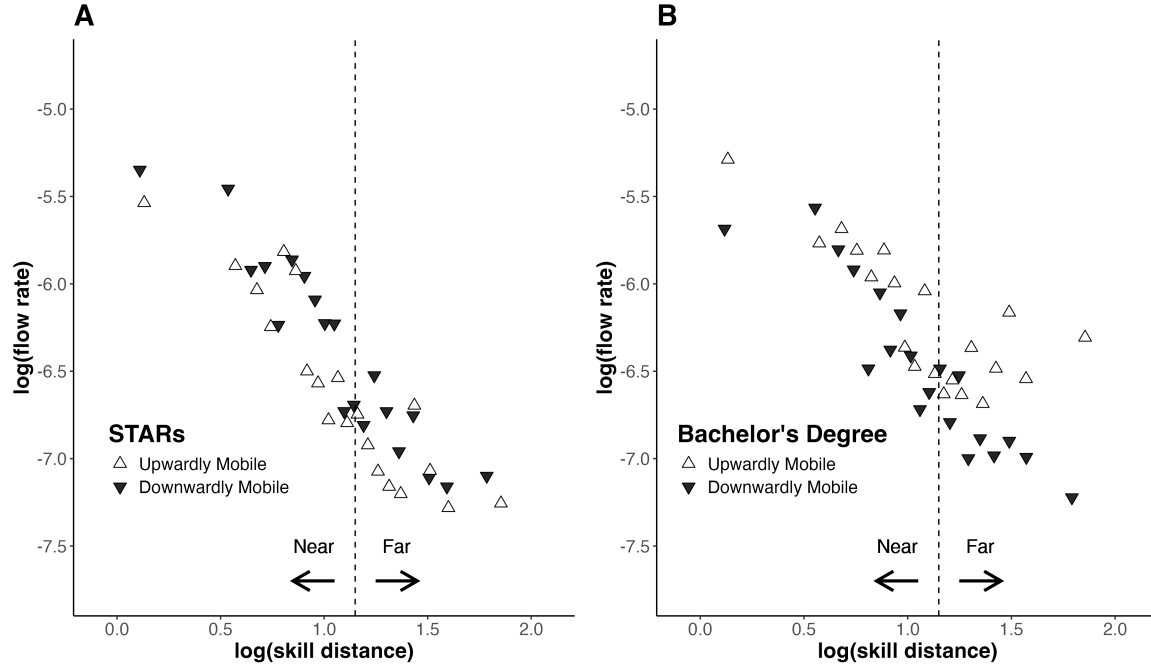 A
-5.0
-5.5
-6.0
-6.5
-7.0
-7.5
log(flow rate)
STARs
Upwardly Mobile
Downwardly Mobile
Near Far
0.0 0.5 1.0 1.5 2.0
log(skill distance)
B
-5.0
-5.5
-6.0
-6.5
-7.0
-7.5
log(flow rate)
Bachelor's Degree
Upwardly Mobile
Downwardly Mobile
Near Far
0.0 0.5 1.0 1.5 2.0
log(skill distance)